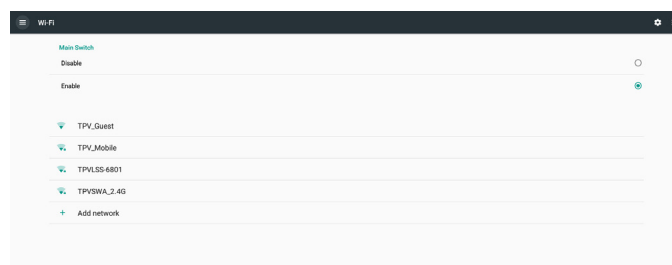 Wi-Fi
Main Switch
Disable
Enable
TPV_Guest
TPV_Mobile
TPVLSS-6801
TPVSWA_2.4G
Add network